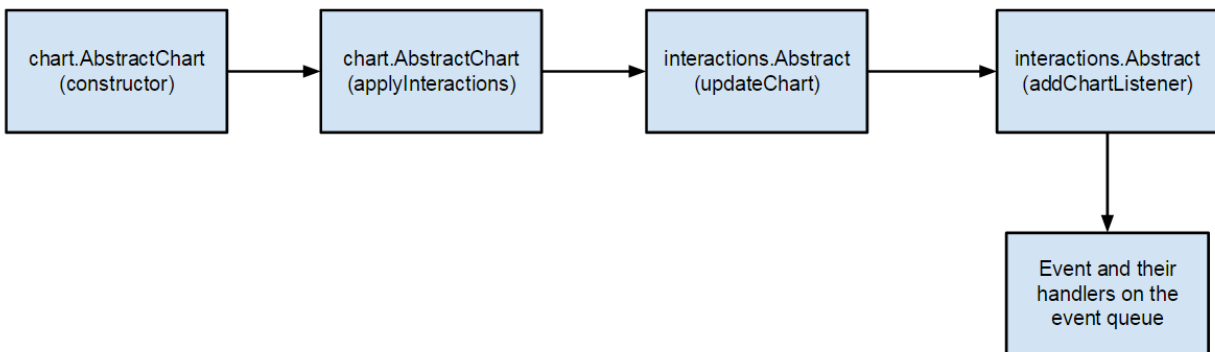 chart.AbstractChart
(constructor)
chart.AbstractChart
(applyInteractions)
interactions.Abstract
(updateChart)
interactions.Abstract
(addChartListener)
Event and their
handlers on the
event queue